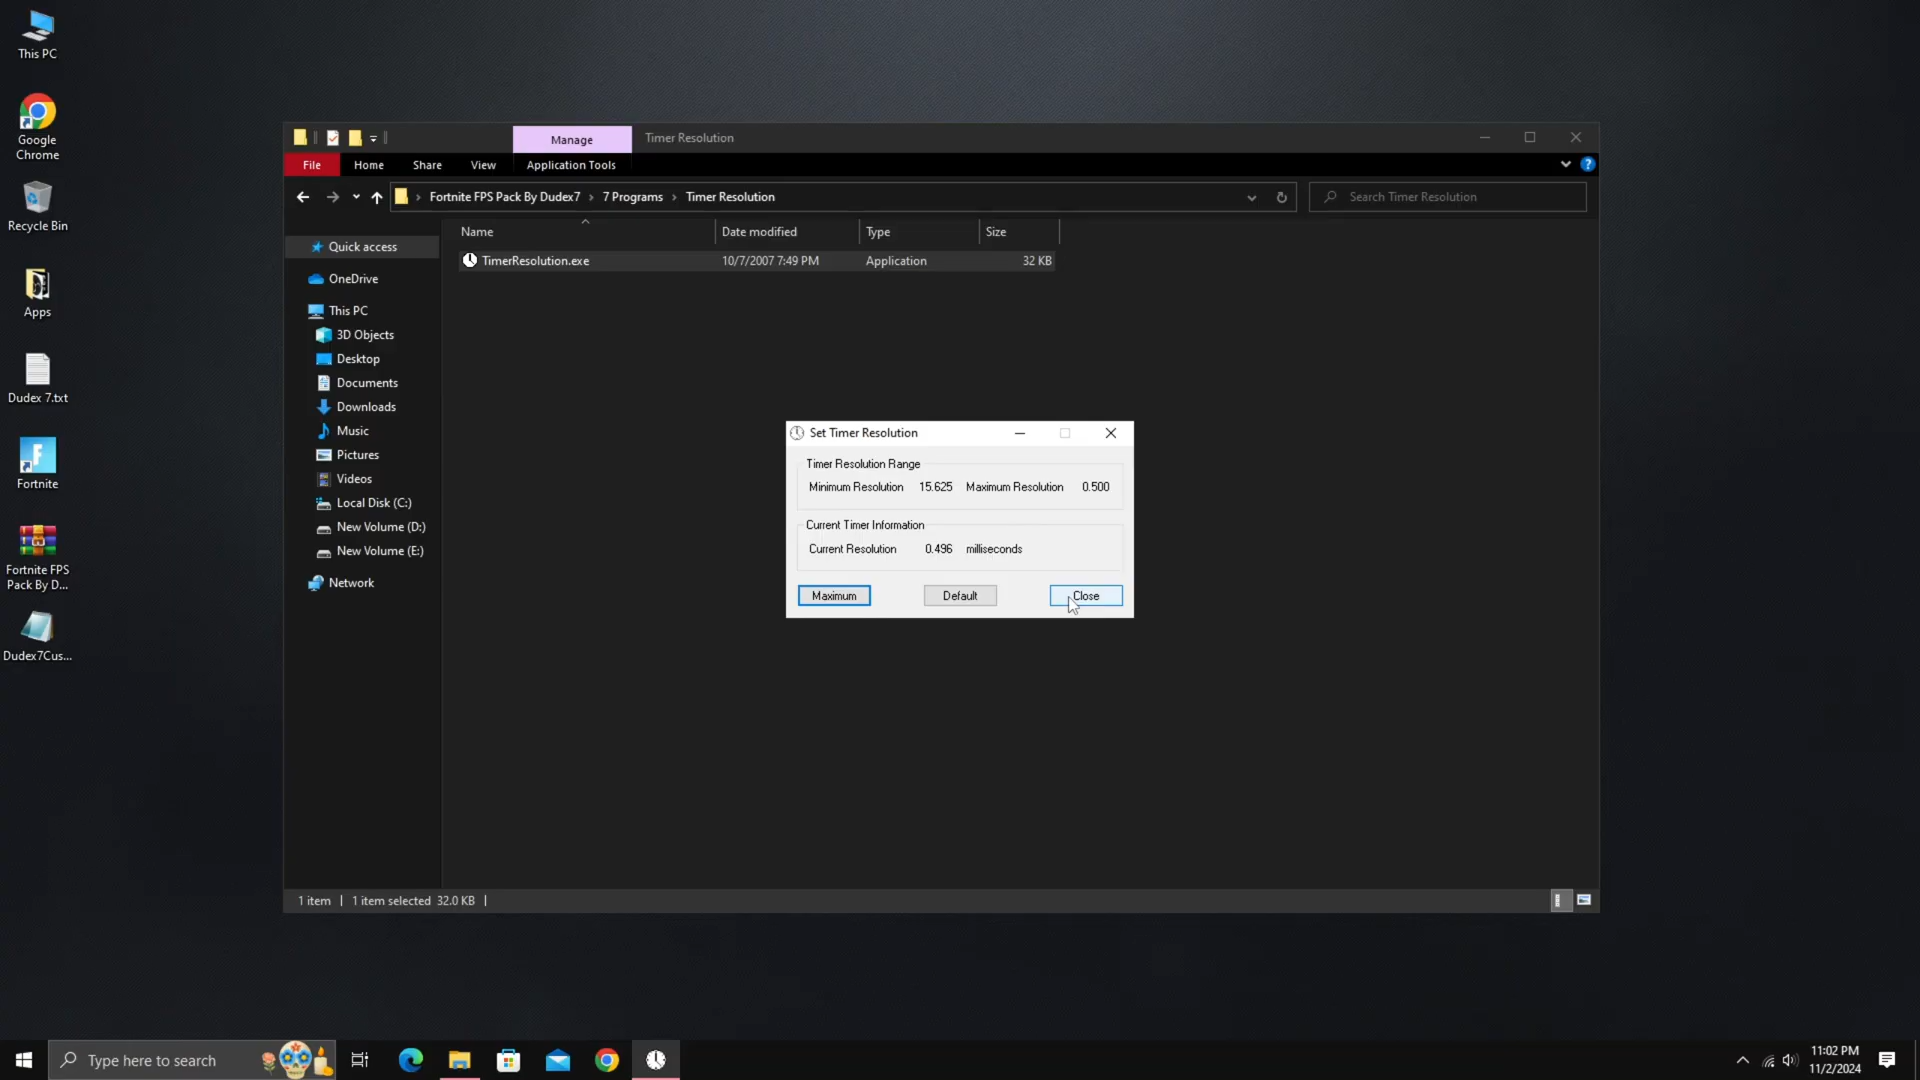 This PC
Google
Chrome
Recycle Bin
Apps
Dudex 7.txt
Fortnite
Fortnite FPS
Pack By D...
Dudex7Cus...
Manage
Timer Resolution
File
Home
Share
View
Application Tools
Fortnite FPS Pack By Dudex7 › 7 Programs › Timer Resolution
Search Timer Resolution
Name
Date modified
Type
Size
TimerResolution.exe
10/7/2007 7:49 PM
Application
32 KB
Quick access
OneDrive
This PC
3D Objects
Desktop
Documents
Downloads
Music
Pictures
Videos
Local Disk (C:)
New Volume (D:)
New Volume (E:)
Network
Set Timer Resolution
Timer Resolution Range
Minimum Resolution 15.625 Maximum Resolution 0.500
Current Timer Information
Current Resolution 0.496 milliseconds
Maximum
Default
Close
1 item
1 item selected 32.0 KB
Type here to search
11:02 PM
11/2/2024